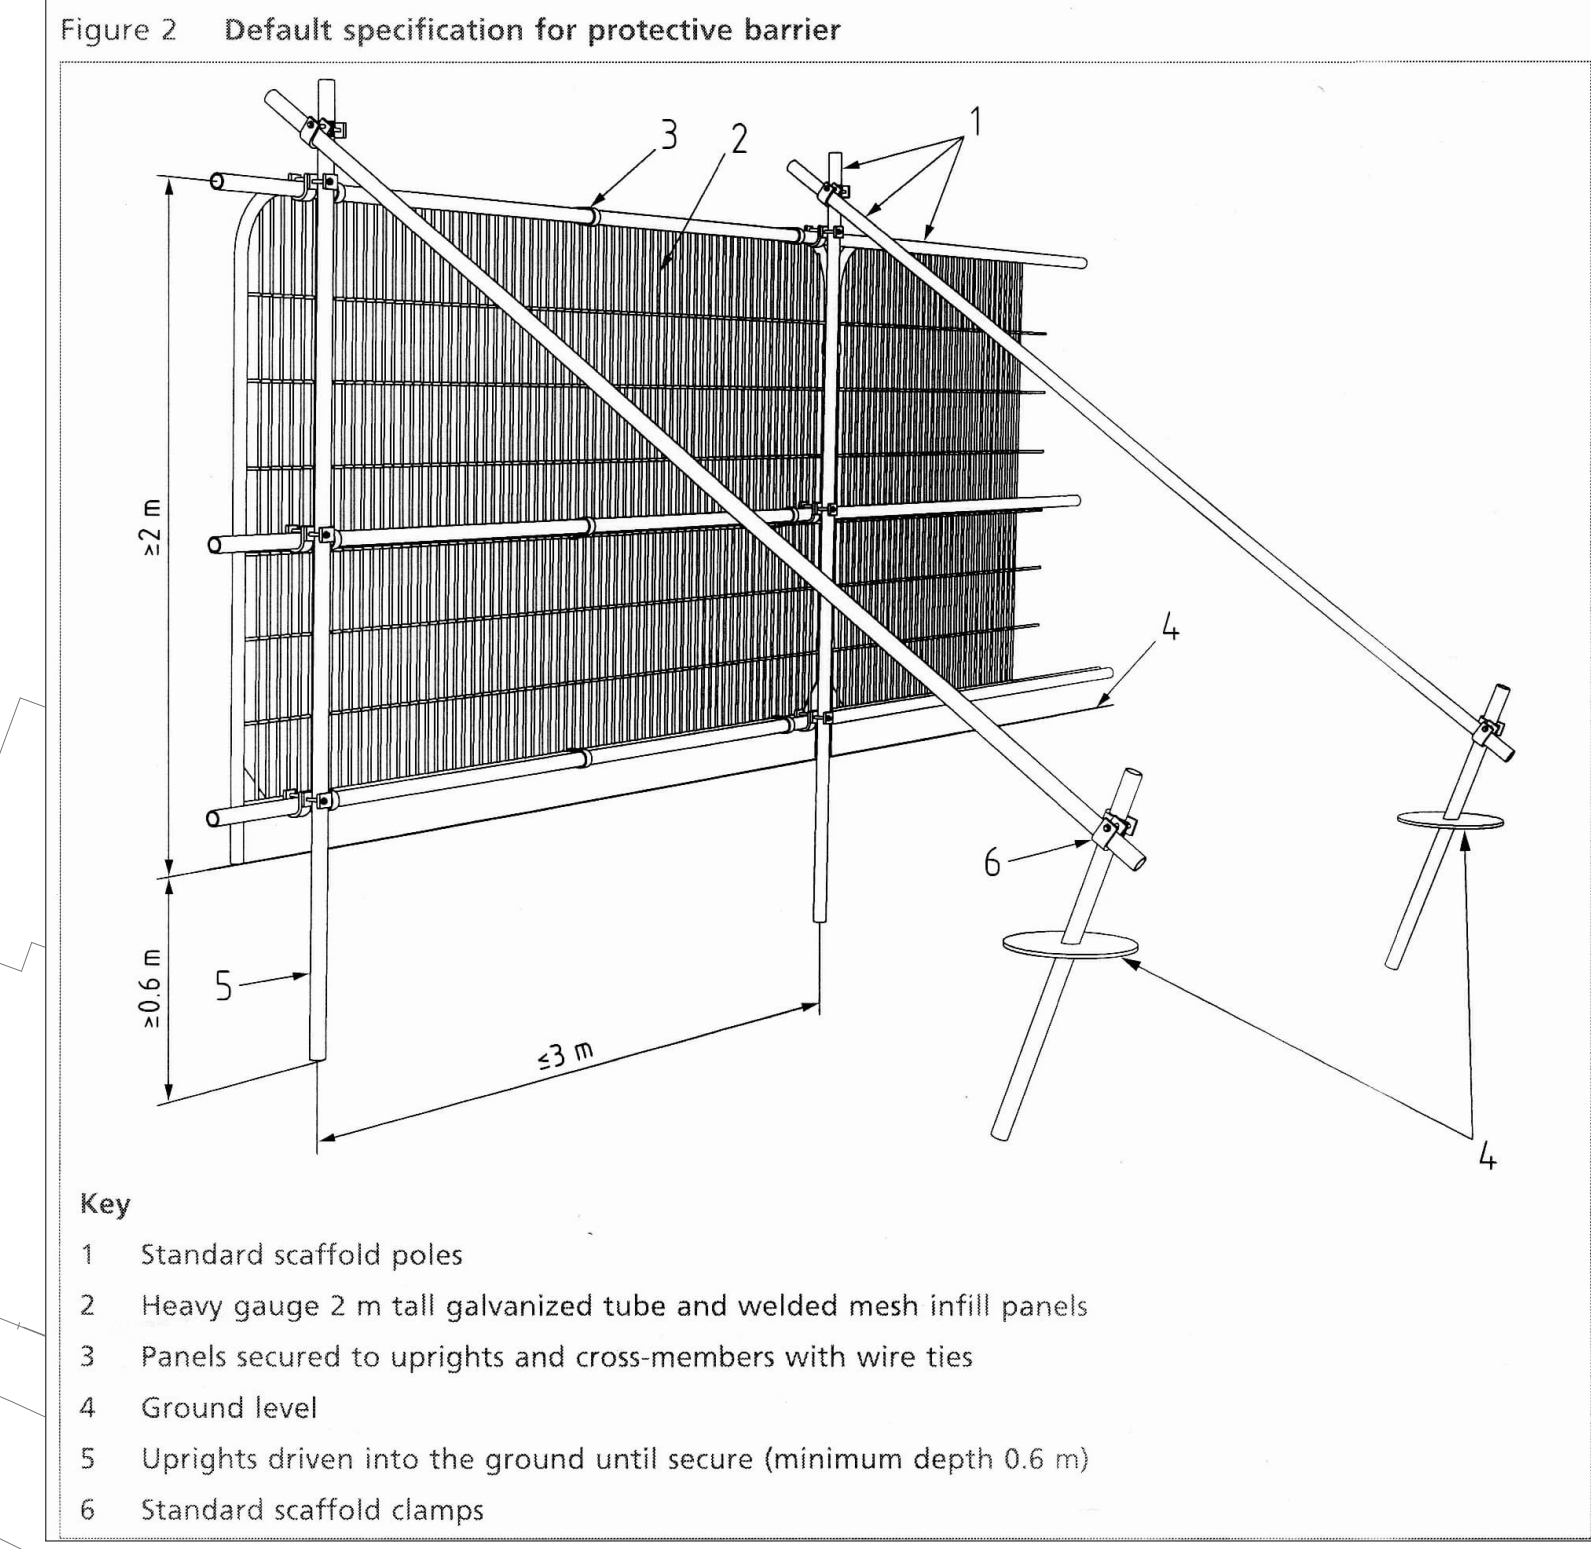 Figure 2 Default specification for protective barrier
1
3
2
≥2 m
4
6
≥0.6 m
5
≤3 m
4
Key
1 Standard scaffold poles
2 Heavy gauge 2 m tall galvanized tube and welded mesh infill panels
3 Panels secured to uprights and cross-members with wire ties
4 Ground level
5 Uprights driven into the ground until secure (minimum depth 0.6 m)
6 Standard scaffold clamps